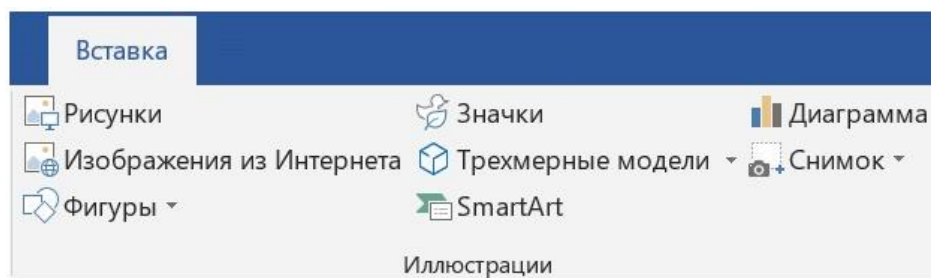 Вставка
Рисунки Значки Диаграмма
Изображения из Интернета Трехмерные модели Снимок
Фигуры SmartArt
Иллюстрации